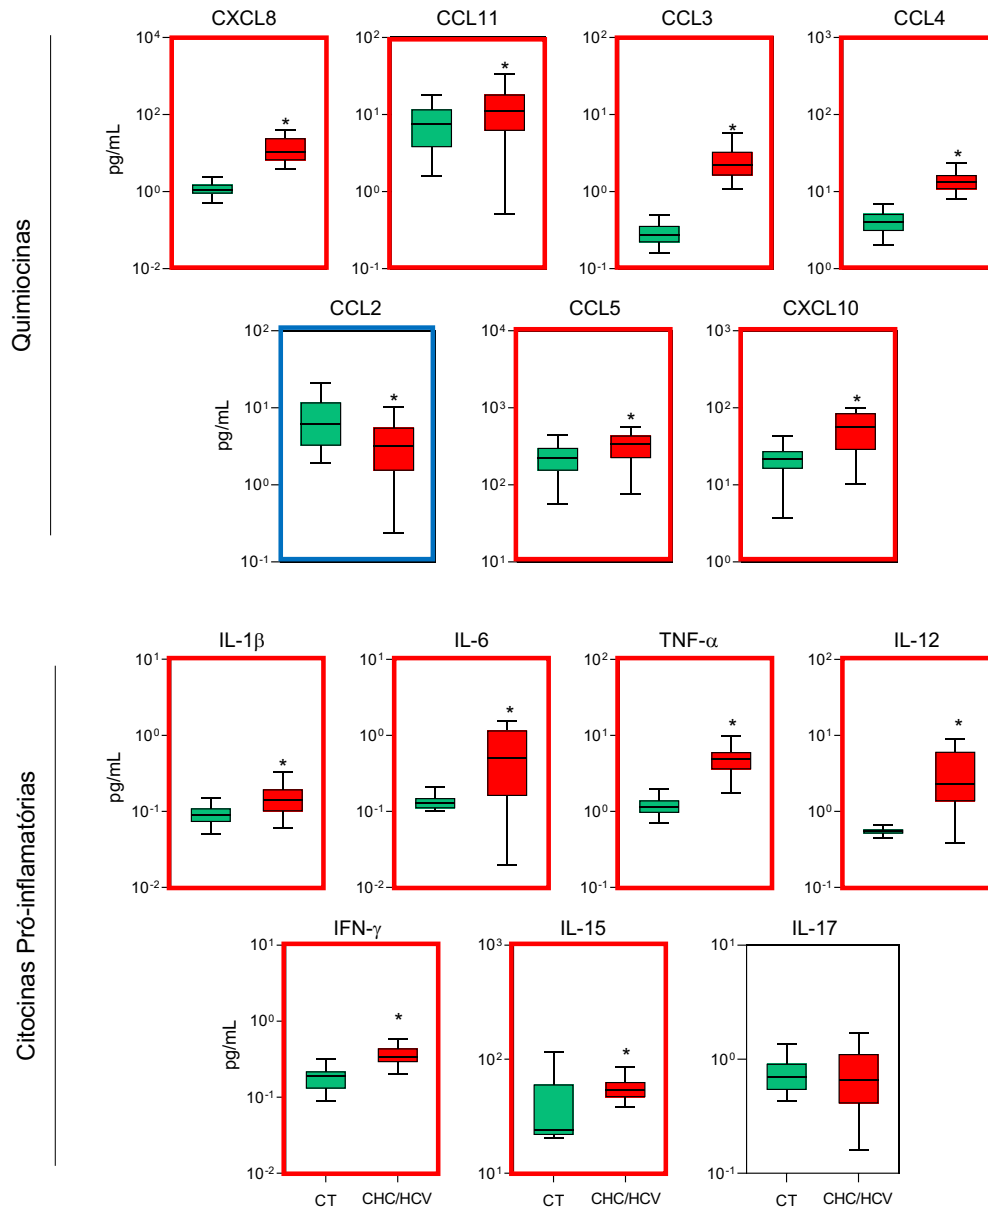 Quimiocinas
CXCL8
CCL11
CCL3
CCL4
pg/mL
10⁴
10²
10⁰
10⁻²
*
10²
10¹
10⁰
10⁻¹
*
10²
10¹
10⁰
10⁻¹
*
10³
10²
10¹
10⁰
*
CCL2
CCL5
CXCL10
pg/mL
10²
10¹
10⁰
10⁻¹
*
10⁴
10³
10²
10¹
*
10³
10²
10¹
10⁰
*
Citocinas Pró-inflamatórias
IL-1β
IL-6
TNF-α
IL-12
pg/mL
10¹
10⁰
10⁻¹
10⁻²
*
10¹
10⁰
10⁻¹
10⁻²
*
10²
10¹
10⁰
10⁻¹
*
10²
10¹
10⁰
10⁻¹
*
IFN-γ
IL-15
IL-17
pg/mL
10¹
10⁰
10⁻¹
10⁻²
*
10³
10²
10¹
*
10¹
10⁰
10⁻¹
CT CHC/HCV
CT CHC/HCV
CT CHC/HCV